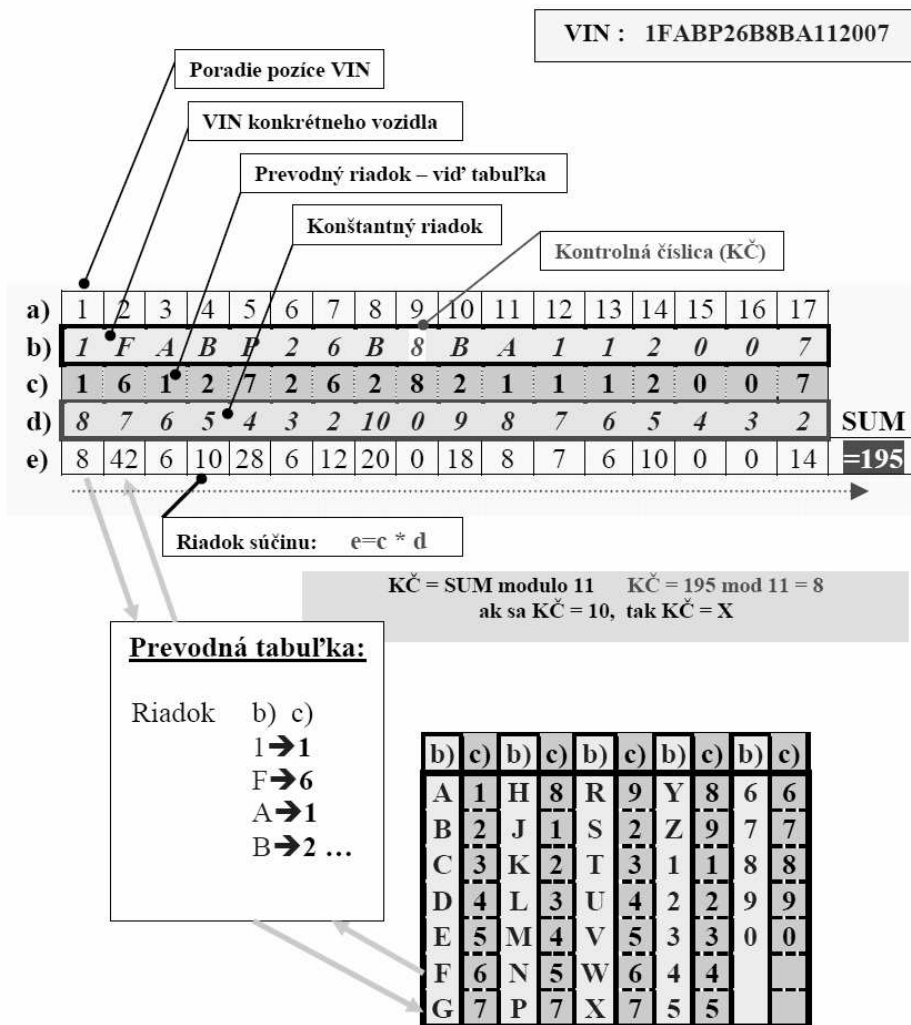 VIN : 1FABP26B8BA112007
Poradie pozíce VIN
VIN konkrétneho vozidla
Prevodný riadok – viď tabuľka
Konštantný riadok
Kontrolná číslica (KČ)
a) 1 2 3 4 5 6 7 8 9 10 11 12 13 14 15 16 17
b) 1 F A B P 2 6 B 8 B A 1 1 2 0 0 7
c) 1 6 1 2 7 2 6 2 8 2 1 1 1 2 0 0 7
d) 8 7 6 5 4 3 2 10 0 9 8 7 6 5 4 3 2 SUM
e) 8 42 6 10 28 6 12 20 0 18 8 7 6 10 0 0 14 =195
Riadok súčinu: e=c * d
KČ = SUM modulo 11 KČ = 195 mod 11 = 8
ak sa KČ = 10, tak KČ = X
Prevodná tabuľka:
Riadok b) c)
1➔1
F➔6
A➔1
B➔2 ...
b) c) b) c) b) c) b) c) b) c)
A 1 H 8 R 9 Y 8 6 6
B 2 J 1 S 2 Z 9 7 7
C 3 K 2 T 3 1 1 8 8
D 4 L 3 U 4 2 2 9 9
E 5 M 4 V 5 3 3 0 0
F 6 N 5 W 6 4 4
G 7 P 7 X 7 5 5